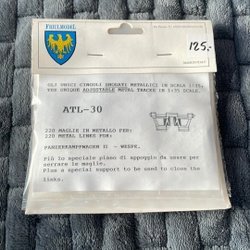 FRIULMODEL
125.-
GLI UNICI CINGOLI SNODATI METALLICI IN SCALA 1:35.
THE UNIQUE ADJUSTABLE METAL TRACKS IN 1:35 SCALE.
ATL-30
220 MAGLIE IN METALLO PER:
220 METAL LINKS FOR:
PANZERKAMPFWAGEN II - WESPE.
Più lo speciale piano di appoggio da usare per
serrare le maglie.
Plus a special support to be used to close the
links.